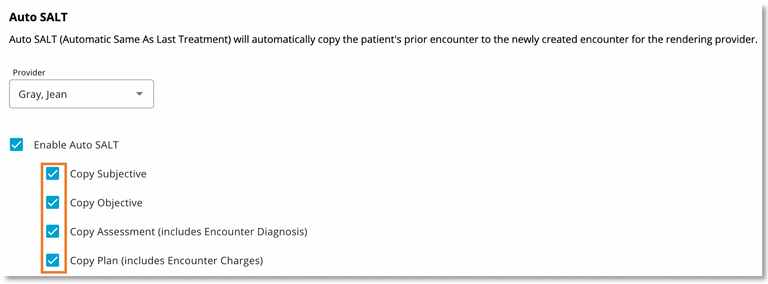 Auto SALT
Auto SALT (Automatic Same As Last Treatment) will automatically copy the patient's prior encounter to the newly created encounter for the rendering provider.
Provider
Gray, Jean
Enable Auto SALT
Copy Subjective
Copy Objective
Copy Assessment (includes Encounter Diagnosis)
Copy Plan (includes Encounter Charges)